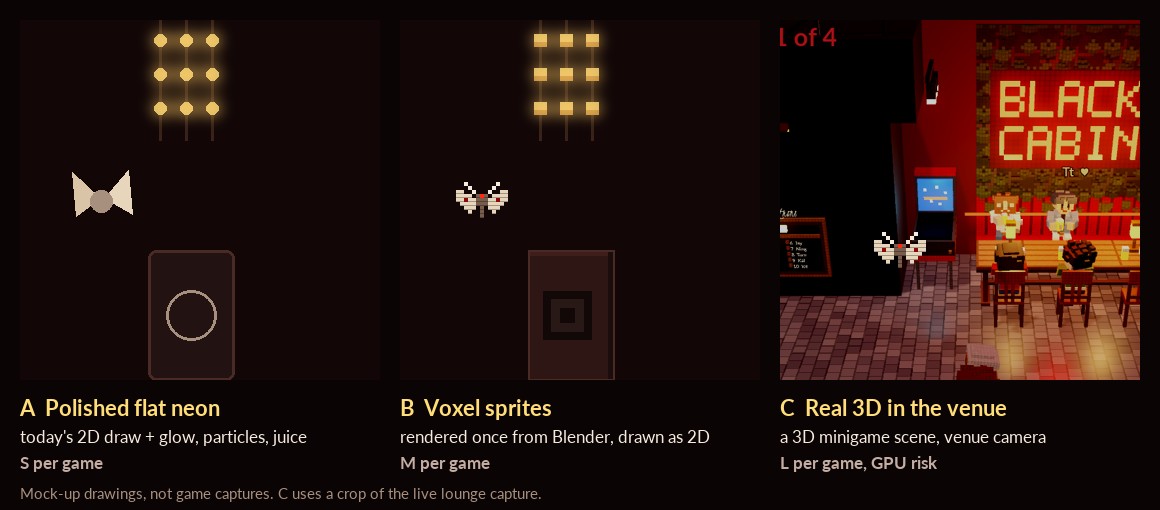 1 of 4
BLACK
CABIN
Tt ♥
A Polished flat neon
today's 2D draw + glow, particles, juice
S per game
B Voxel sprites
rendered once from Blender, drawn as 2D
M per game
C Real 3D in the venue
a 3D minigame scene, venue camera
L per game, GPU risk
Mock-up drawings, not game captures. C uses a crop of the live lounge capture.